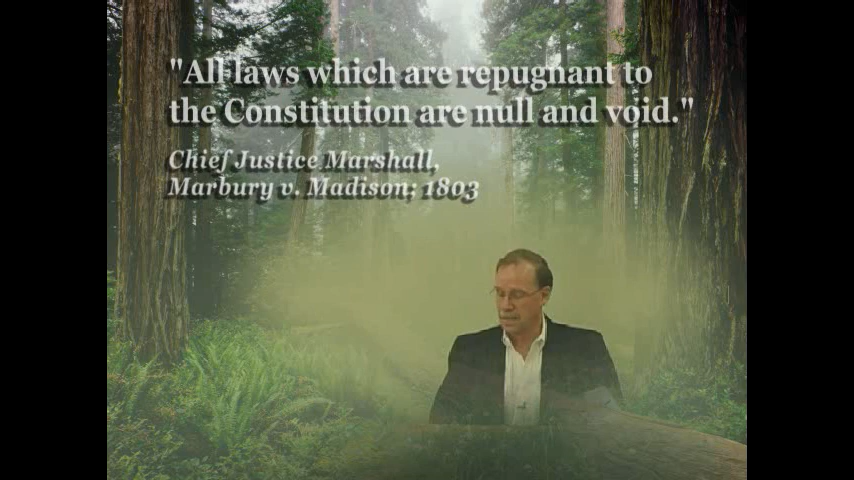 "All laws which are repugnant to
the Constitution are null and void."
Chief Justice Marshall,
Marbury v. Madison; 1803